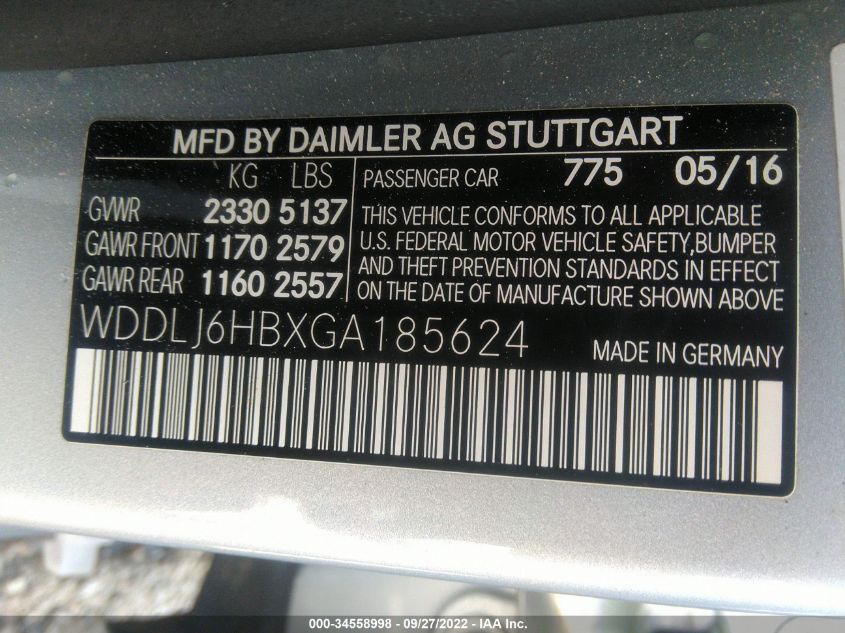 MFD BY DAIMLER AG STUTTGART
KG LBS
GVWR 2330 5137
GAWR FRONT 1170 2579
GAWR REAR 1160 2557
PASSENGER CAR 775 05/16
THIS VEHICLE CONFORMS TO ALL APPLICABLE
U.S. FEDERAL MOTOR VEHICLE SAFETY,BUMPER
AND THEFT PREVENTION STANDARDS IN EFFECT
ON THE DATE OF MANUFACTURE SHOWN ABOVE
WDDLJ6HBXGA185624
MADE IN GERMANY
000-34558998 - 09/27/2022 - IAAI.COM